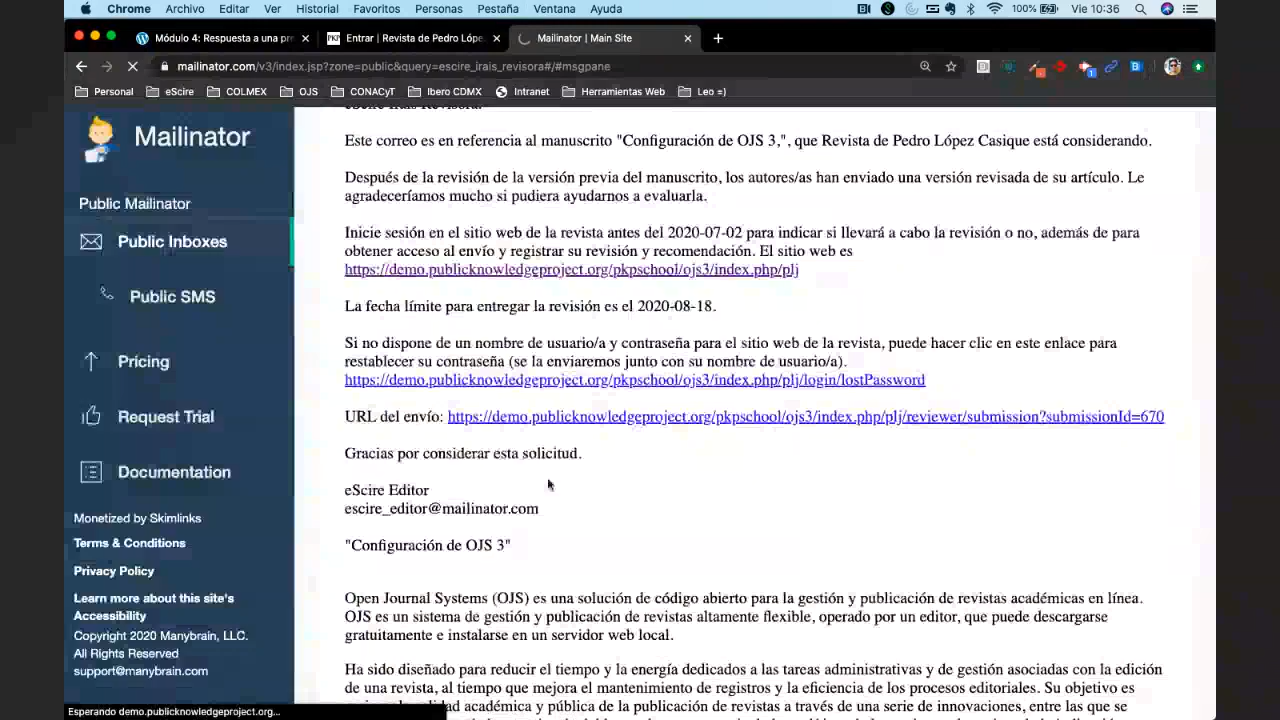 Chrome Archivo Editar Ver Historial Favoritos Personas Pestaña Ventana Ayuda 100% Vie 10:36
Módulo 4: Respuesta a una pr
Entrar | Revista de Pedro Lópe
Mailinator | Main Site
mailinator.com/v3/index.jsp?zone=public&query=escire_irais_revisora#/#msgpane
Personal eScire COLMEX OJS CONACyT Ibero CDMX Intranet Herramientas Web Leo =)
Mailinator
Public Mailinator
Public Inboxes
Public SMS
Pricing
Request Trial
Documentation
Monetized by Skimlinks
Terms & Conditions
Privacy Policy
Learn more about this site's
Accessibility
Copyright 2020 Manybrain, LLC.
All Rights Reserved
support@manybrain.com
Esperando demo.publicknowledgeproject.org...
eScire Irais Revisora:
Este correo es en referencia al manuscrito "Configuración de OJS 3,", que Revista de Pedro López Casique está considerando.
Después de la revisión de la versión previa del manuscrito, los autores/as han enviado una versión revisada de su artículo. Le
agradeceríamos mucho si pudiera ayudarnos a evaluarla.
Inicie sesión en el sitio web de la revista antes del 2020-07-02 para indicar si llevará a cabo la revisión o no, además de para
obtener acceso al envío y registrar su revisión y recomendación. El sitio web es
https://demo.publicknowledgeproject.org/pkpschool/ojs3/index.php/plj
La fecha límite para entregar la revisión es el 2020-08-18.
Si no dispone de un nombre de usuario/a y contraseña para el sitio web de la revista, puede hacer clic en este enlace para
restablecer su contraseña (se la enviaremos junto con su nombre de usuario/a).
https://demo.publicknowledgeproject.org/pkpschool/ojs3/index.php/plj/login/lostPassword
URL del envío: https://demo.publicknowledgeproject.org/pkpschool/ojs3/index.php/plj/reviewer/submission?submissionId=670
Gracias por considerar esta solicitud.
eScire Editor
escire_editor@mailinator.com
"Configuración de OJS 3"
Open Journal Systems (OJS) es una solución de código abierto para la gestión y publicación de revistas académicas en línea.
OJS es un sistema de gestión y publicación de revistas altamente flexible, operado por un editor, que puede descargarse
gratuitamente e instalarse en un servidor web local.
Ha sido diseñado para reducir el tiempo y la energía dedicados a las tareas administrativas y de gestión asociadas con la edición
de una revista, al tiempo que mejora el mantenimiento de registros y la eficiencia de los procesos editoriales. Su objetivo es
académica y pública de la publicación de revistas a través de una serie de innovaciones, entre las que se